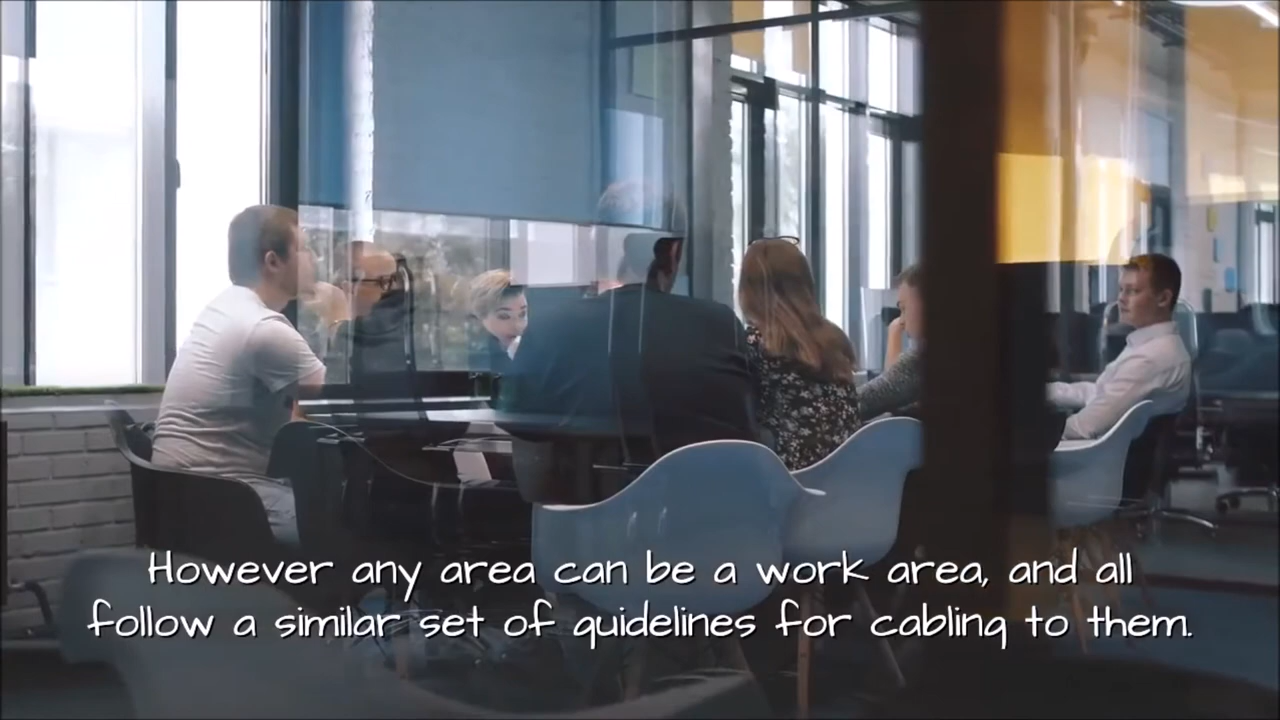 However any area can be a work area, and all
follow a similar set of guidelines for cabling to them.